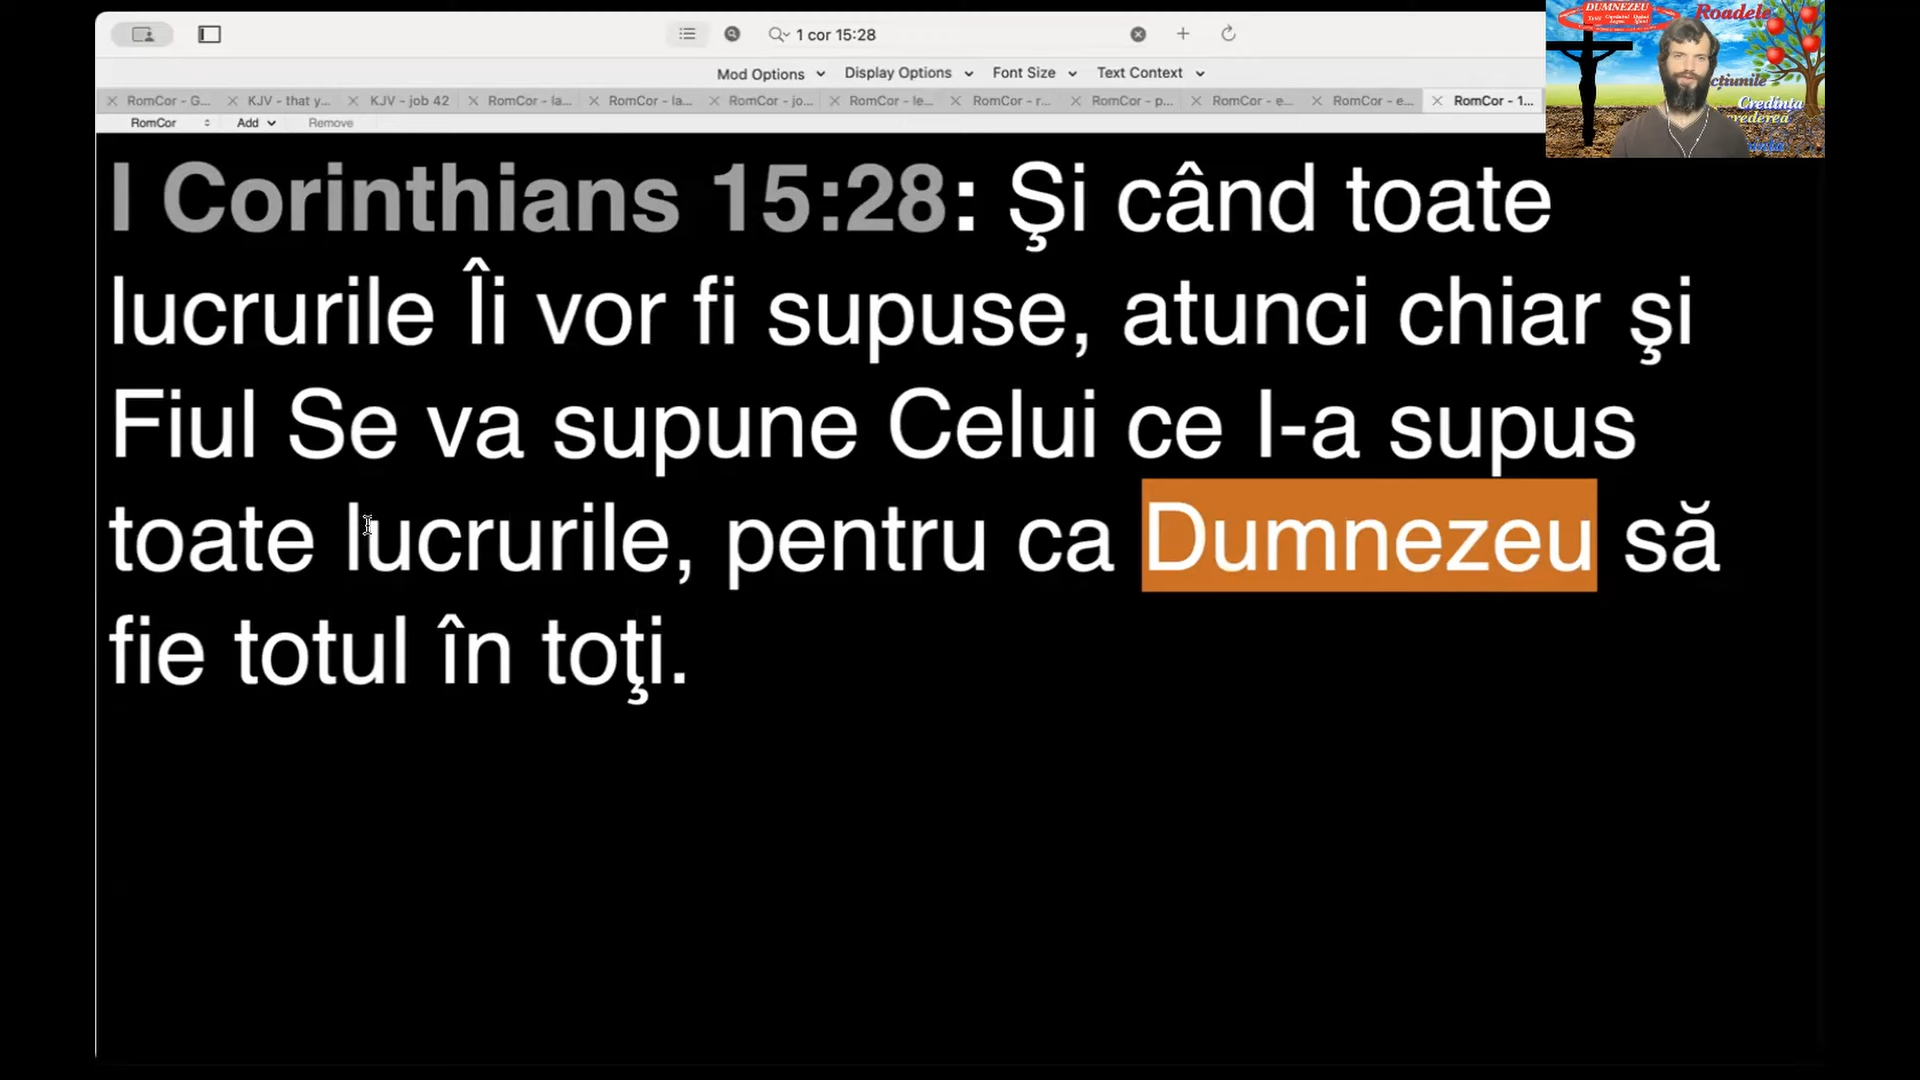 1 cor 15:28
Mod Options Display Options Font Size Text Context
RomCor - G... KJV - that y... KJV - job 42 RomCor - la... RomCor - la... RomCor - jo... RomCor - le... RomCor - r... RomCor - p... RomCor - e... RomCor - e... RomCor - 1...
RomCor Add Remove
I Corinthians 15:28: Şi când toate
lucrurile Îi vor fi supuse, atunci chiar şi
Fiul Se va supune Celui ce I-a supus
toate lucrurile, pentru ca Dumnezeu să
fie totul în toţi.
DUMNEZEU
Roadele
cțiunile
Credința